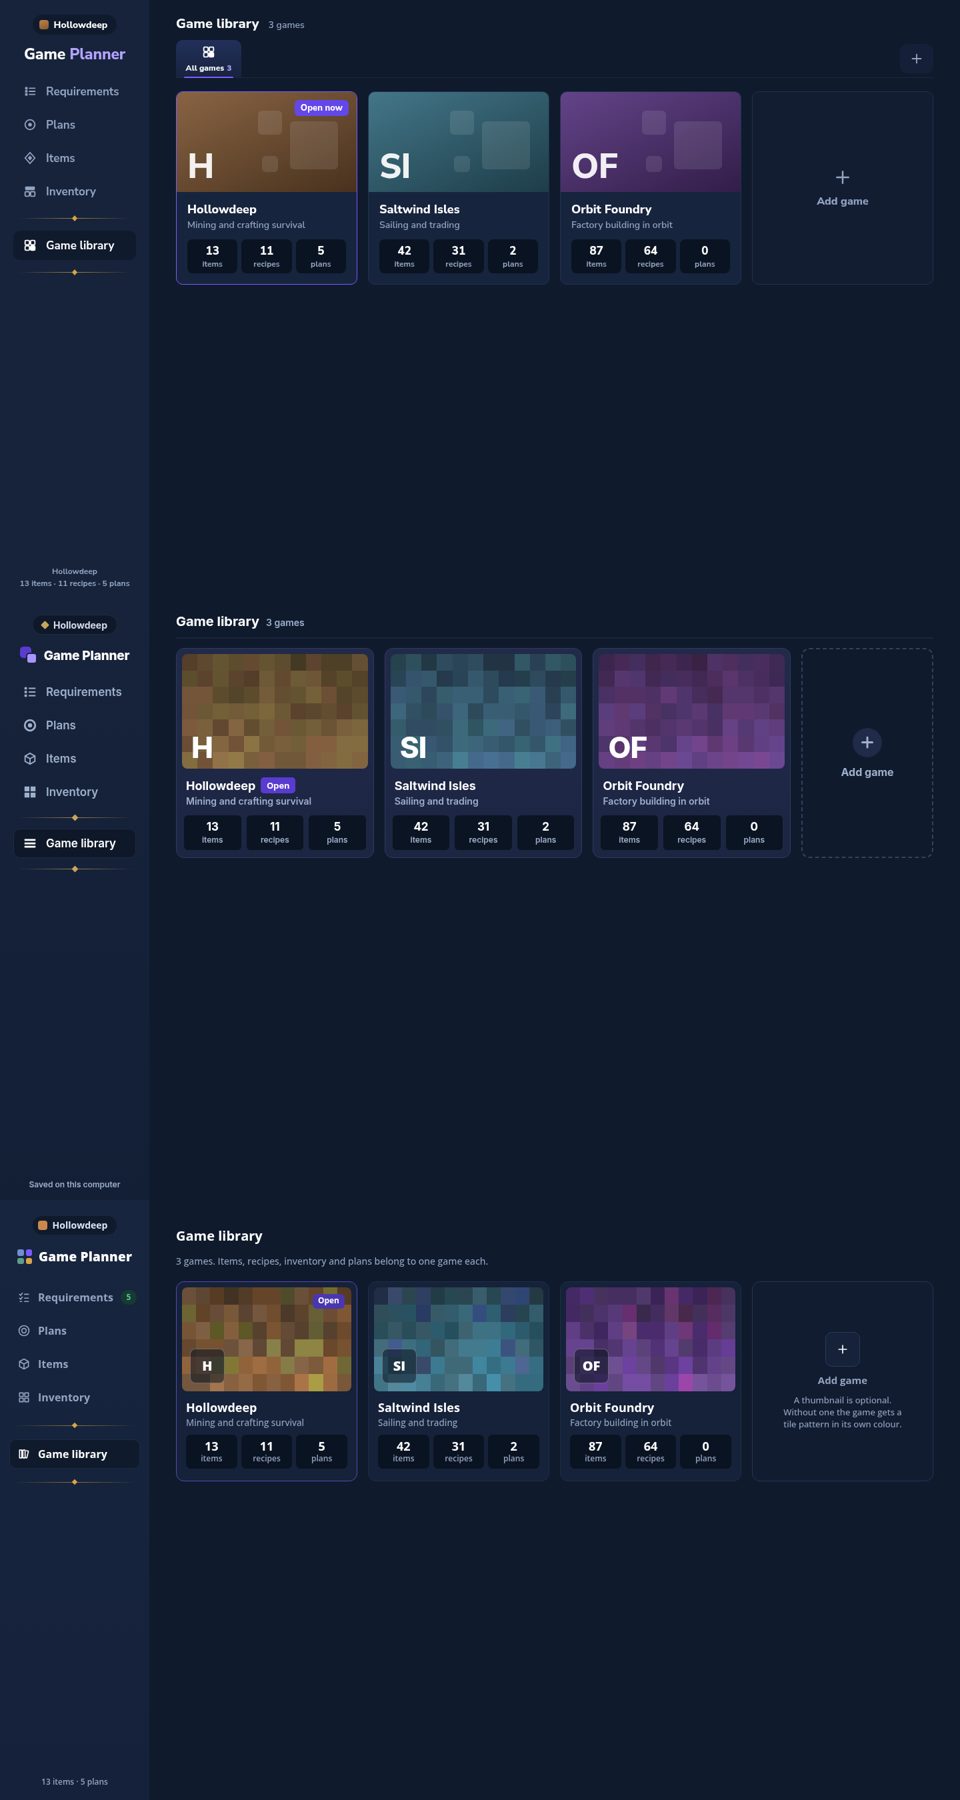 Hollowdeep
Game Planner
Requirements
Plans
Items
Inventory
Game library
Hollowdeep
13 items · 11 recipes · 5 plans
Game library 3 games
All games 3
Open now
H
Hollowdeep
Mining and crafting survival
13 11 5
items recipes plans
SI
Saltwind Isles
Sailing and trading
42 31 2
items recipes plans
OF
Orbit Foundry
Factory building in orbit
87 64 0
items recipes plans
Add game
Hollowdeep
Game Planner
Requirements
Plans
Items
Inventory
Game library
Saved on this computer
Game library 3 games
H
Hollowdeep Open
Mining and crafting survival
13 11 5
items recipes plans
SI
Saltwind Isles
Sailing and trading
42 31 2
items recipes plans
OF
Orbit Foundry
Factory building in orbit
87 64 0
items recipes plans
Add game
Hollowdeep
Game Planner
Requirements 5
Plans
Items
Inventory
Game library
13 items · 5 plans
Game library
3 games. Items, recipes, inventory and plans belong to one game each.
Open
H
Hollowdeep
Mining and crafting survival
13 11 5
items recipes plans
SI
Saltwind Isles
Sailing and trading
42 31 2
items recipes plans
OF
Orbit Foundry
Factory building in orbit
87 64 0
items recipes plans
Add game
A thumbnail is optional.
Without one the game gets a
tile pattern in its own colour.